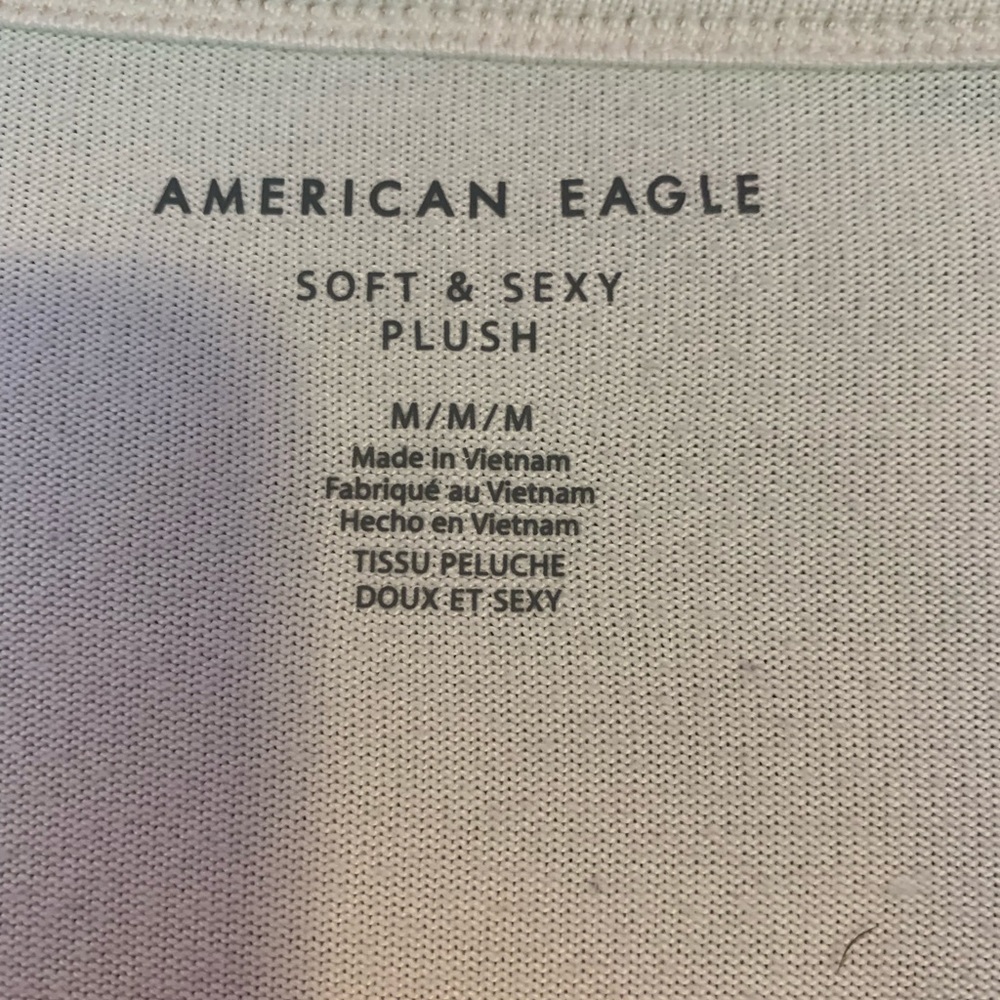 AMERICAN EAGLE
SOFT & SEXY
PLUSH
M/M/M
Made in Vietnam
Fabriqué au Vietnam
Hecho en Vietnam
TISSU PELUCHE
DOUX ET SEXY